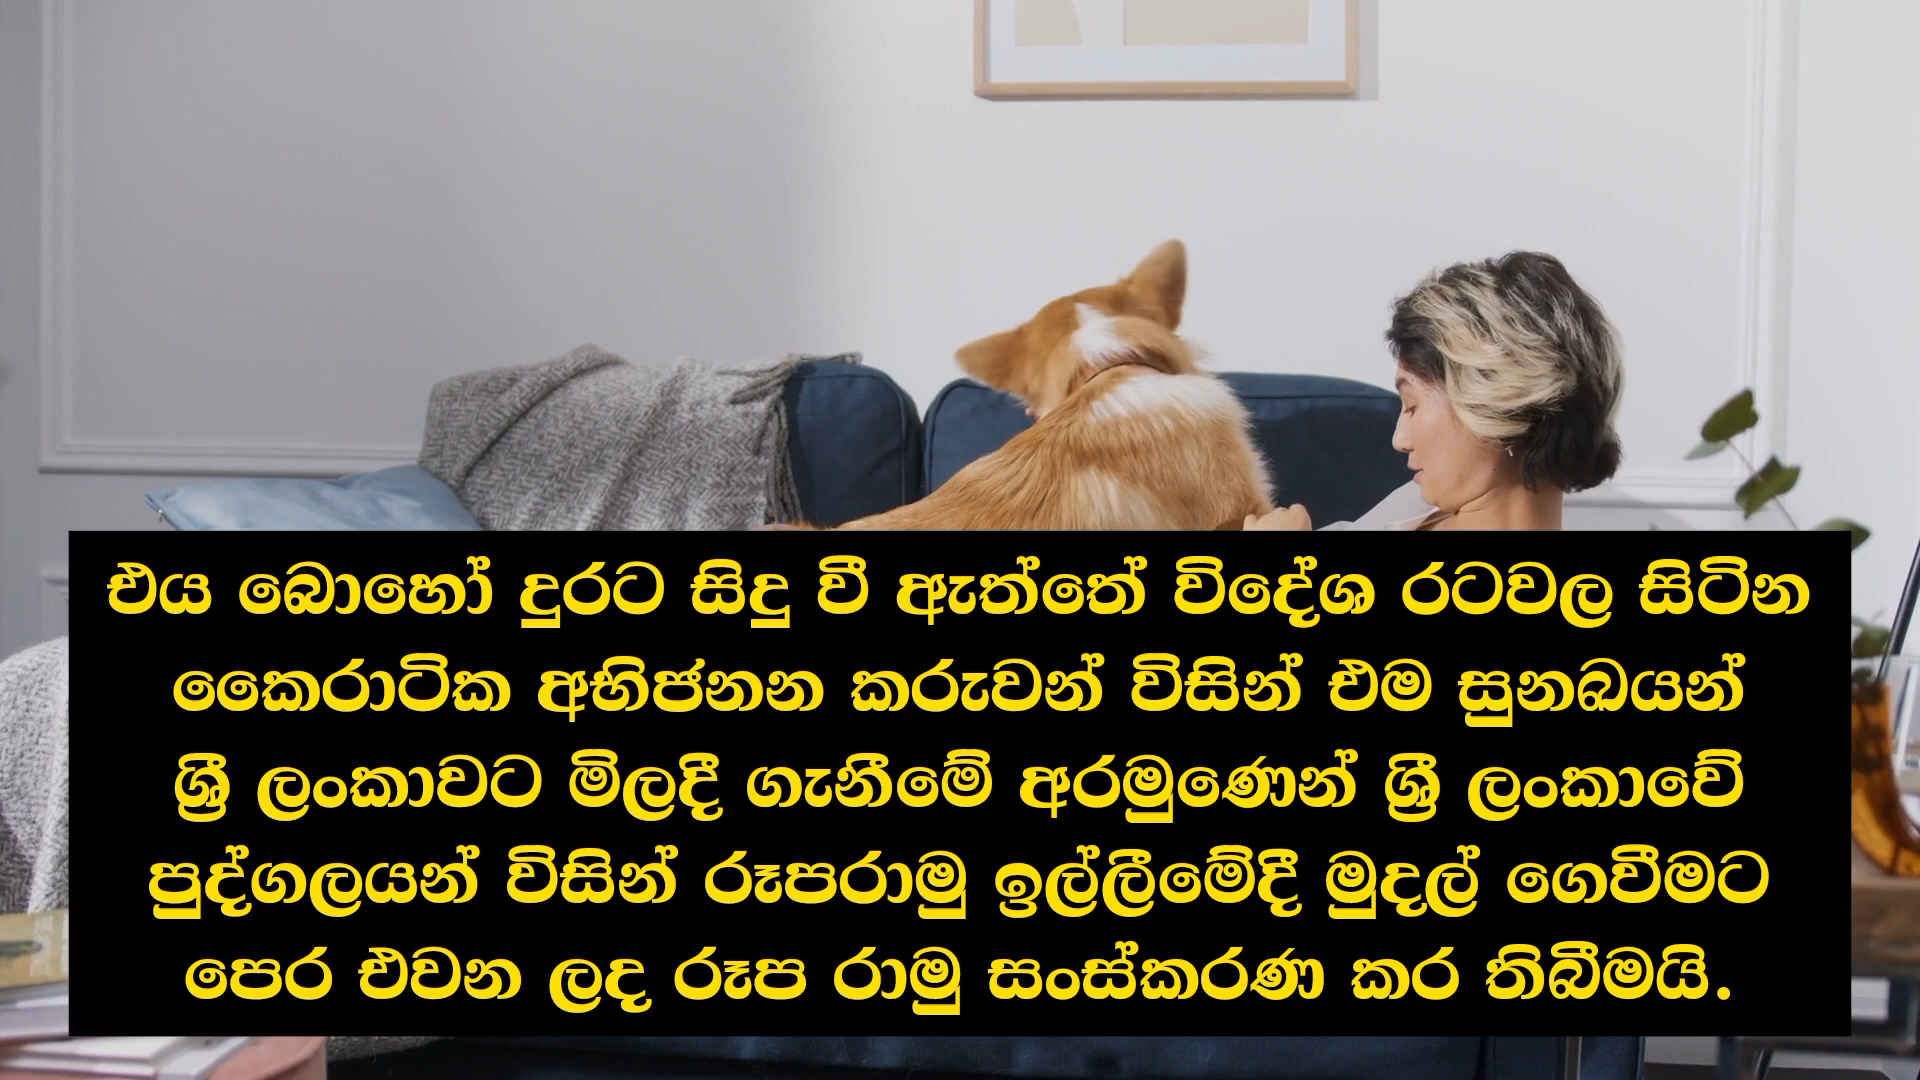 එය බොහෝ දුරට සිදු වී ඇත්තේ විදේශ රටවල සිටින
කෛරාටික අභිජනන කරුවන් විසින් එම සුනඛයන්
ශ්‍රී ලංකාවට මිලදී ගැනීමේ අරමුණෙන් ශ්‍රී ලංකාවේ
පුද්ගලයන් විසින් රූපරාමු ඉල්ලීමේදී මුදල් ගෙවීමට
පෙර එවන ලද රූප රාමු සංස්කරණ කර තිබීමයි.